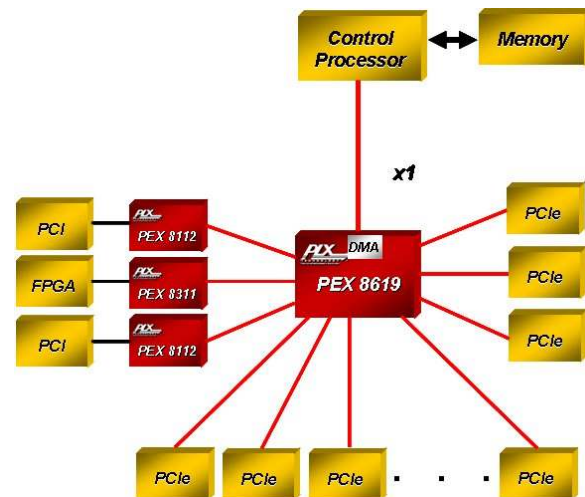 Control
Processor
Memory
x1
PCI
PLX
PEX 8112
PCIe
PLX
DMA
PEX 8619
FPGA
PLX
PEX 8311
PCIe
PCI
PLX
PEX 8112
PCIe
PCIe
PCIe
PCIe
. . .
PCIe